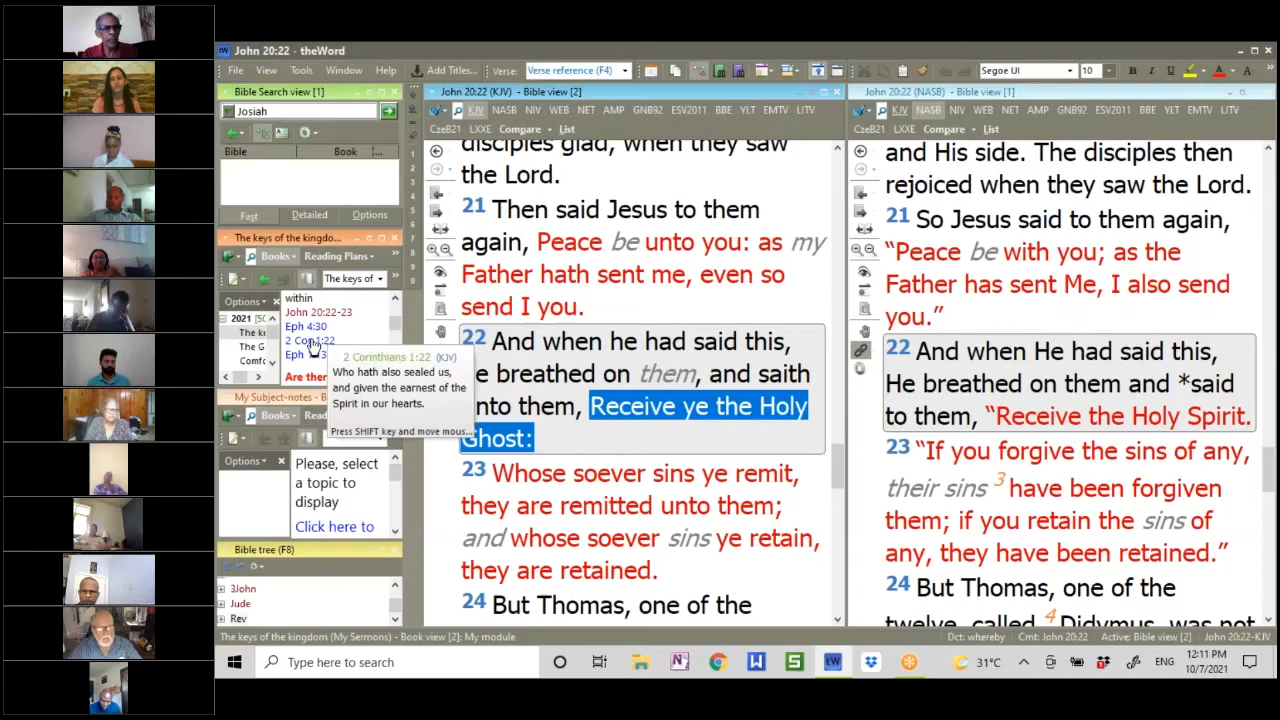 John 20:22 - theWord
File View Tools Window Help Add Titles... Verse: Verse reference (F4) Segoe UI 10 B I U A
Bible Search view [1]
Josiah
Bible Book ...
Fast Detailed Options
The keys of the kingdo...
Books Reading Plans
The keys of
Options
2021
The G
Comfo
within
John 20:22-23
Eph 4:30
Are ther
2 Corinthians 1:22 (KJV)
Who hath also sealed us,
and given the earnest of the
Spirit in our hearts.
Press SHIFT key and move mous...
My Subject-notes - Book
Books
Options
Please, select
a topic to
display
Click here to
Bible tree (F8)
3John
Jude
Rev
John 20:22 (KJV) - Bible view [2]
KJV NASB NIV WEB NET AMP GNB92 ESV2011 BBE YLT EMTV LITV
CzeB21 LXXE Compare List
disciples glad, when they saw
the Lord.
21 Then said Jesus to them
again, Peace be unto you: as my
Father hath sent me, even so
send I you.
22 And when he had said this,
e breathed on them, and saith
nto them, Receive ye the Holy
Ghost:
23 Whose soever sins ye remit,
they are remitted unto them;
and whose soever sins ye retain,
they are retained.
24 But Thomas, one of the
John 20:22 (NASB) - Bible view [1]
KJV NASB NIV WEB NET AMP GNB92 ESV2011 BBE YLT EMTV LITV
CzeB21 LXXE Compare List
and His side. The disciples then
rejoiced when they saw the Lord.
21 So Jesus said to them again,
“Peace be with you; as the
Father has sent Me, I also send
you.”
22 And when He had said this,
He breathed on them and *said
to them, “Receive the Holy Spirit.
23 “If you forgive the sins of any,
their sins 3 have been forgiven
them; if you retain the sins of
any, they have been retained.”
24 But Thomas, one of the
twelve, called 4 Didymus, was not
The keys of the kingdom (My Sermons) - Book view [2]: My module Dct: whereby Cmt: John 20:22 Active: Bible view [2] John 20:22-KJV
Type here to search 31°C ENG 12:11 PM
10/7/2021